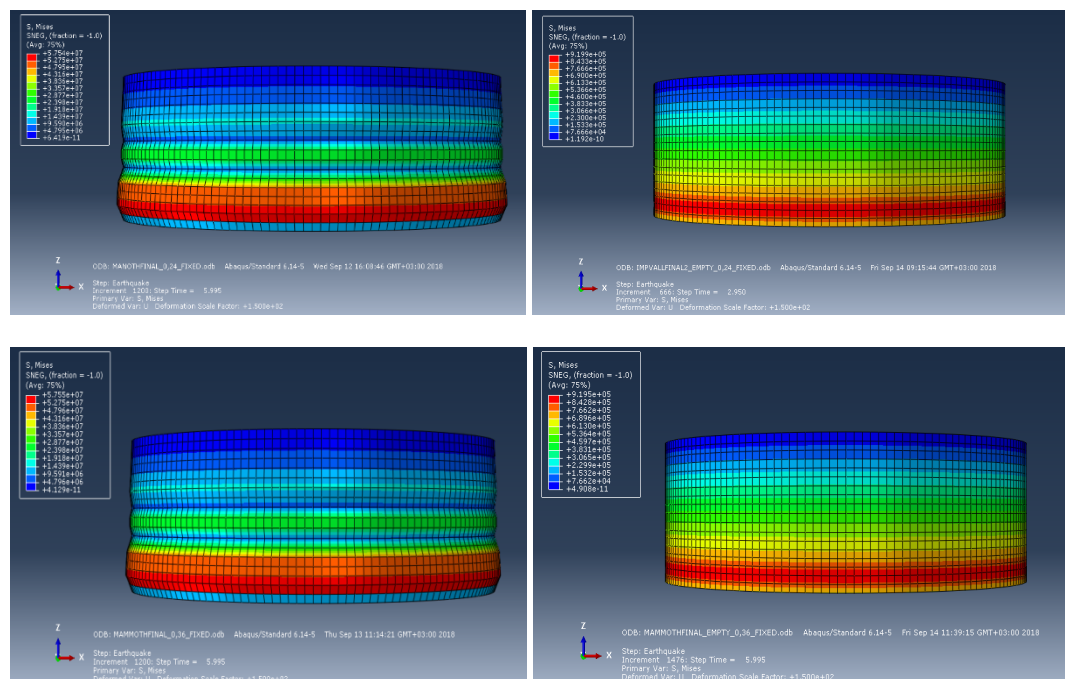 S, Mises
SNEG, (fraction = -1.0)
(Avg: 75%)
+5.754e+07
+5.275e+07
+4.795e+07
+4.316e+07
+3.836e+07
+3.357e+07
+2.877e+07
+2.398e+07
+1.918e+07
+1.439e+07
+9.590e+06
+4.795e+06
+6.419e-11
Z
X
ODB: MANOTHFINAL_0,24_FIXED.odb Abaqus/Standard 6.14-5 Wed Sep 12 16:08:46 GMT+03:00 2018
Step: Earthquake
Increment 1200: Step Time = 5.995
Primary Var: S, Mises
Deformed Var: U Deformation Scale Factor: +1.500e+02
S, Mises
SNEG, (fraction = -1.0)
(Avg: 75%)
+9.199e+05
+8.433e+05
+7.666e+05
+6.900e+05
+6.133e+05
+5.366e+05
+4.600e+05
+3.833e+05
+3.066e+05
+2.300e+05
+1.533e+05
+7.666e+04
+1.192e-10
Z
X
ODB: IMPVALLFINAL2_EMPTY_0,24_FIXED.odb Abaqus/Standard 6.14-5 Fri Sep 14 09:15:44 GMT+03:00 2018
Step: Earthquake
Increment 666: Step Time = 2.950
Primary Var: S, Mises
Deformed Var: U Deformation Scale Factor: +1.500e+02
S, Mises
SNEG, (fraction = -1.0)
(Avg: 75%)
+5.755e+07
+5.275e+07
+4.796e+07
+4.316e+07
+3.836e+07
+3.357e+07
+2.877e+07
+2.398e+07
+1.918e+07
+1.439e+07
+9.591e+06
+4.796e+06
+4.129e-11
Z
X
ODB: MAMMOTHFINAL_0,36_FIXED.odb Abaqus/Standard 6.14-5 Thu Sep 13 11:14:21 GMT+03:00 2018
Step: Earthquake
Increment 1200: Step Time = 5.995
Primary Var: S, Mises
Deformed Var: U Deformation Scale Factor: +1.500e+02
S, Mises
SNEG, (fraction = -1.0)
(Avg: 75%)
+9.195e+05
+8.428e+05
+7.662e+05
+6.896e+05
+6.130e+05
+5.364e+05
+4.597e+05
+3.831e+05
+3.065e+05
+2.299e+05
+1.532e+05
+7.662e+04
+4.908e-11
Z
X
ODB: MAMMOTHFINAL_EMPTY_0,36_FIXED.odb Abaqus/Standard 6.14-5 Fri Sep 14 11:39:15 GMT+03:00 2018
Step: Earthquake
Increment 1476: Step Time = 5.995
Primary Var: S, Mises
Deformed Var: U Deformation Scale Factor: +1.500e+02